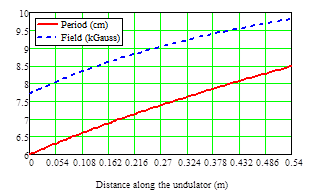 10
Period (cm)
Field (kGauss)
9.5
9
8.5
8
7.5
7
6.5
6
0 0.054 0.108 0.162 0.216 0.27 0.324 0.378 0.432 0.486 0.54
Distance along the undulator (m)